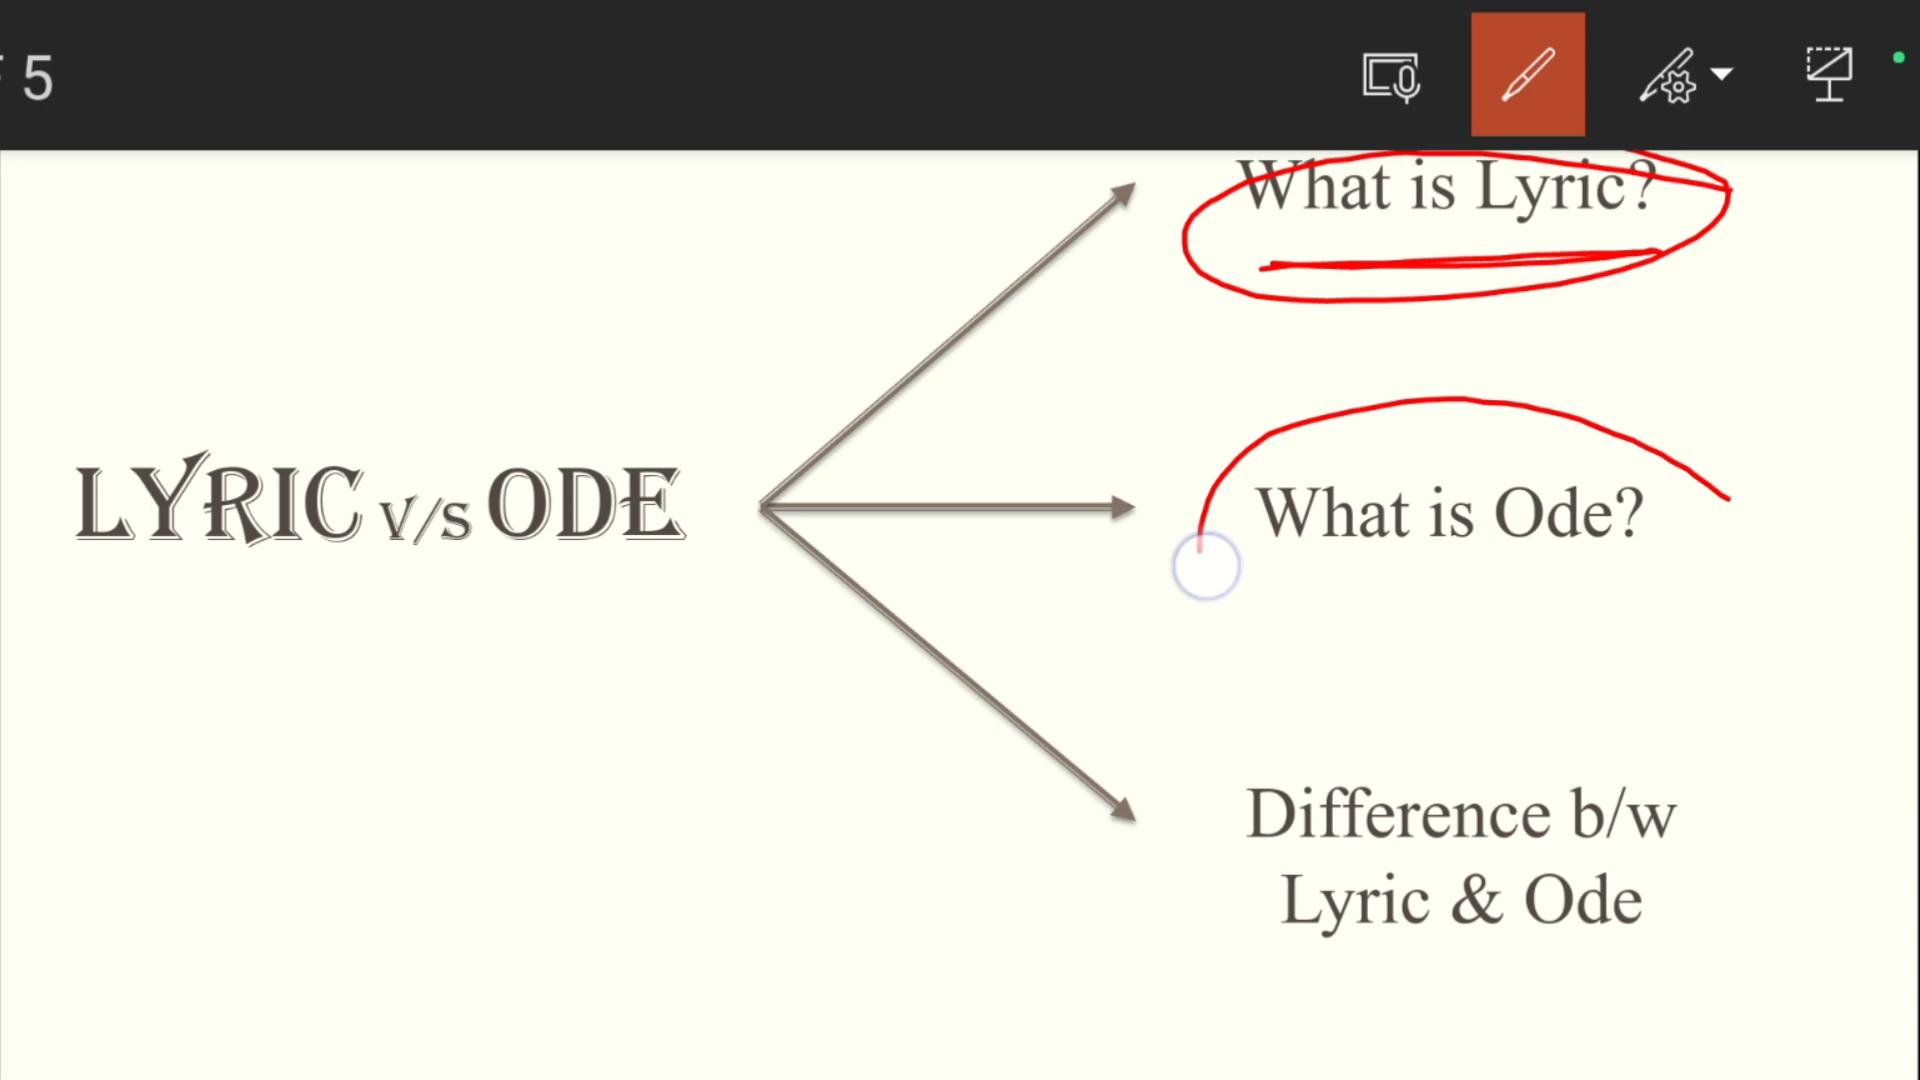 5
What is Lyric?
LYRIC v/s ODE
What is Ode?
Difference b/w
Lyric & Ode